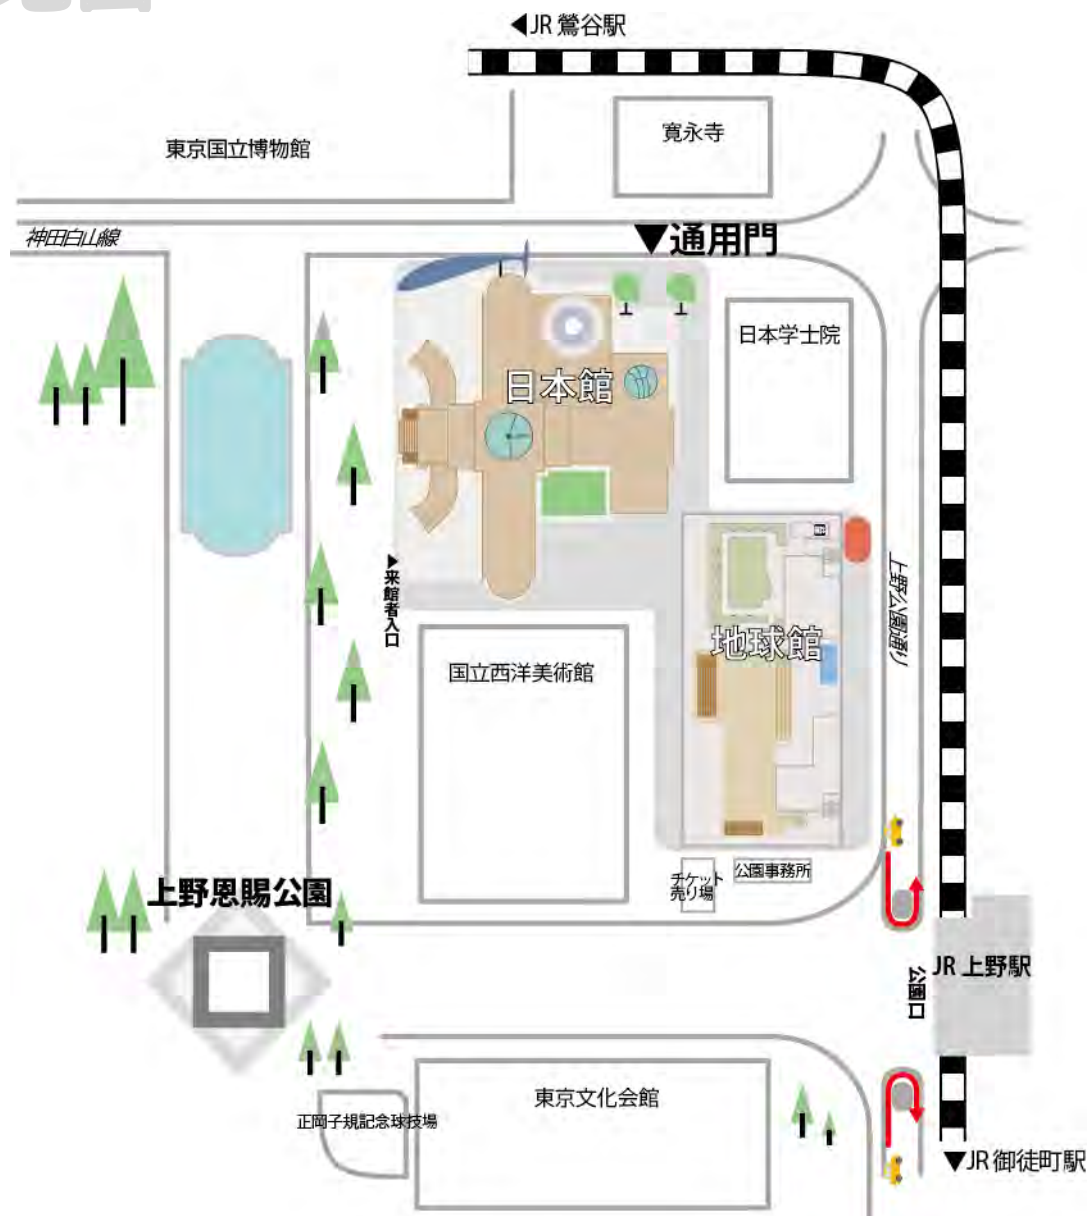 ◀JR 鶯谷駅
寛永寺
東京国立博物館
神田白山線
▼通用門
日本学士院
日本館
上野公園通り
▶来館者入口
地球館
国立西洋美術館
チケット
売り場
公園事務所
上野恩賜公園
JR 上野駅
公園口
東京文化会館
正岡子規記念球技場
▼JR 御徒町駅